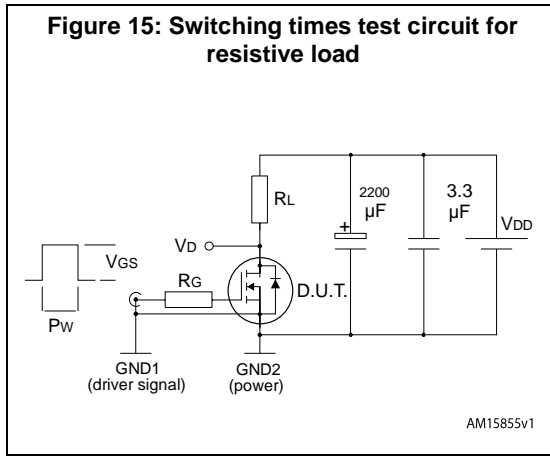 Figure 15: Switching times test circuit for
resistive load
RL
2200
µF
+
3.3
µF
VDD
VD
VGS
RG
D.U.T.
PW
GND1
(driver signal)
GND2
(power)
AM15855v1